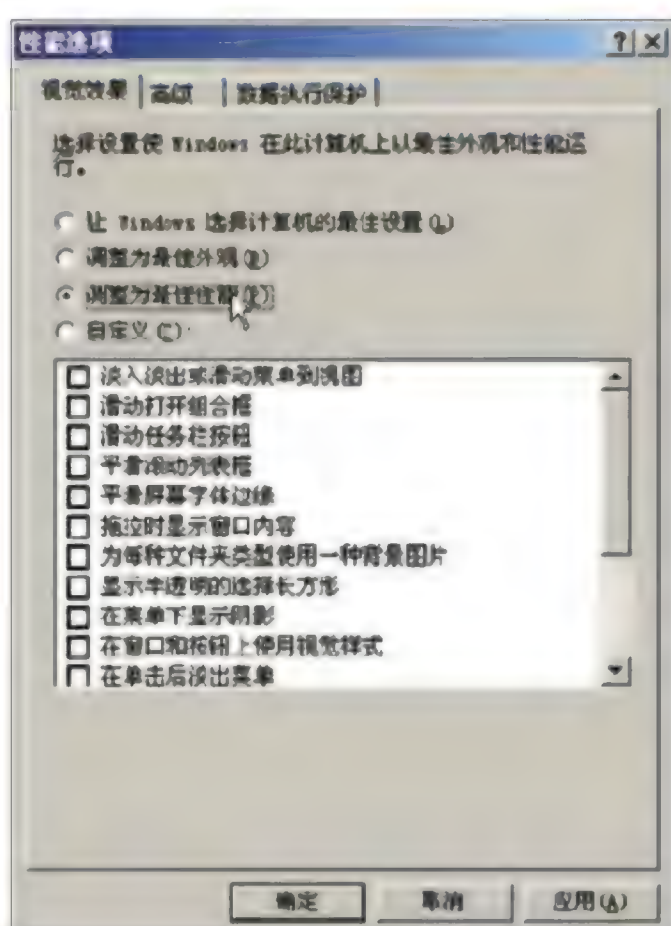 性能选项
视觉效果 高级 数据执行保护
选择设置使 Windows 在此计算机上以最佳外观和性能运
行。
让 Windows 选择计算机的最佳设置(L)
调整为最佳外观(B)
调整为最佳性能(P)
自定义(C):
淡入淡出或滑动菜单到视图
滑动打开组合框
滑动任务栏按钮
平滑滚动列表框
平滑屏幕字体边缘
拖拉时显示窗口内容
为每种文件夹类型使用一种背景图片
显示半透明的选择长方形
在菜单下显示阴影
在窗口和按钮上使用视觉样式
在单击后淡出菜单
确定 取消 应用(A)